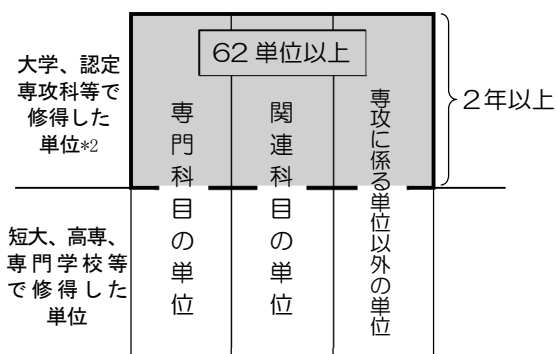 大学、認定
専攻科等で
修得した
単位*2
62単位以上
2年以上
専門科目の単位
関連科目の単位
専攻に係る単位以外の単位
短大、高専、
専門学校等
で修得した
単位